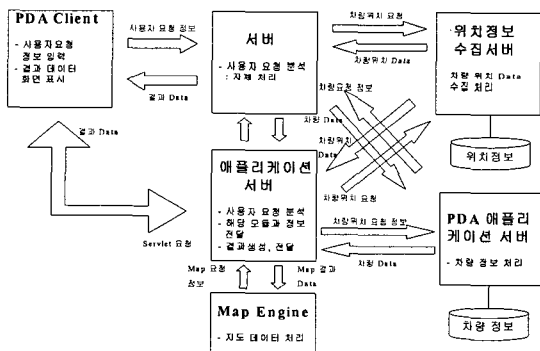 PDA Client
- 사용자요청
정보 입력
- 결과 데이터
화면 표시
사용자 요청 정보
결과 Data
서버
- 사용자 요청 분석
: 자체 처리
차량위치 요청
차량위치 Data
위치정보
수집서버
차량 위치 Data
수집 처리
위치정보
차량요청 정보
차량 Data
차량위치
Data
차량위치 요청
결과 Data
Servlet 요청
애플리케이션
서버
- 사용자 요청 분석
- 해당 모듈과 정보
전달
- 결과생성, 전달
차량위치 요청 정보
차량 Data
PDA 애플리
케이션 서버
- 차량 정보 처리
차량 정보
Map 요청
정보
Map 결과
Data
Map Engine
- 지도 데이터 처리